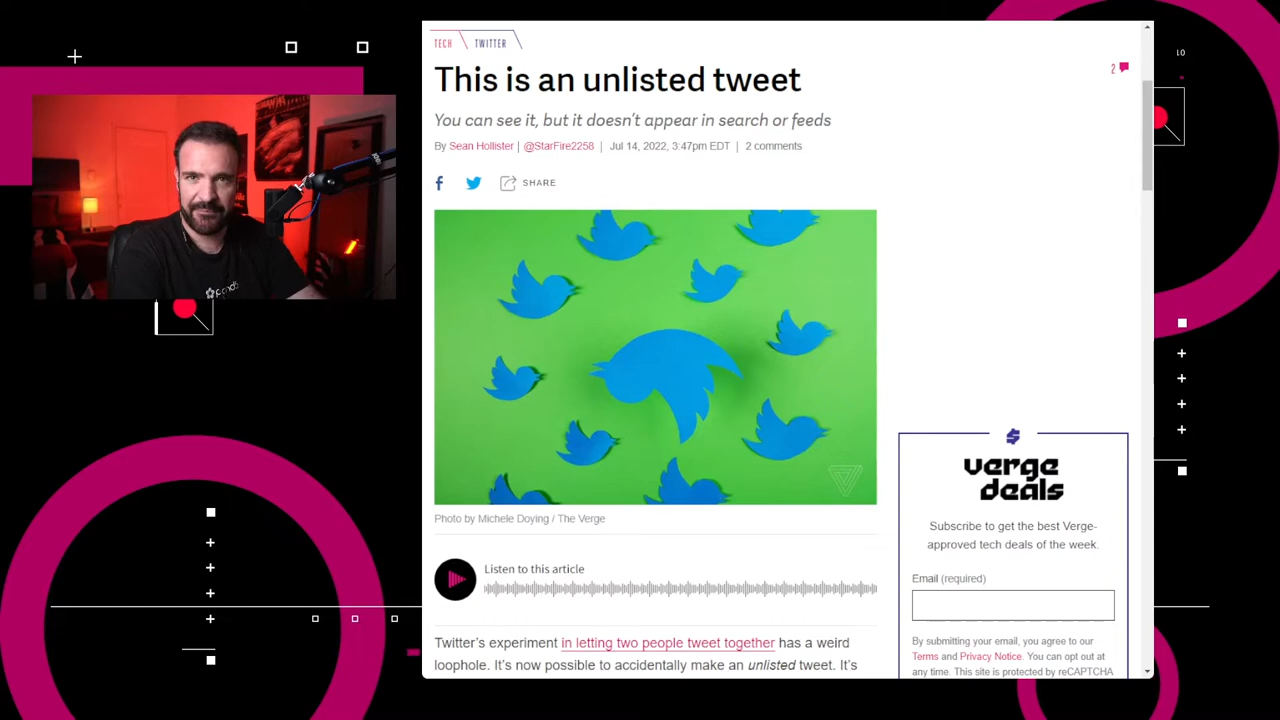 TECH
TWITTER
This is an unlisted tweet
2
You can see it, but it doesn't appear in search or feeds
By Sean Hollister | @StarFire2258 | Jul 14, 2022, 3:47pm EDT | 2 comments
SHARE
Photo by Michele Doying / The Verge
Listen to this article
Twitter's experiment in letting two people tweet together has a weird
loophole. It's now possible to accidentally make an unlisted tweet. It's
verge
deals
Subscribe to get the best Verge-
approved tech deals of the week.
Email (required)
By submitting your email, you agree to our
Terms and Privacy Notice. You can opt out at
any time. This site is protected by reCAPTCHA
10